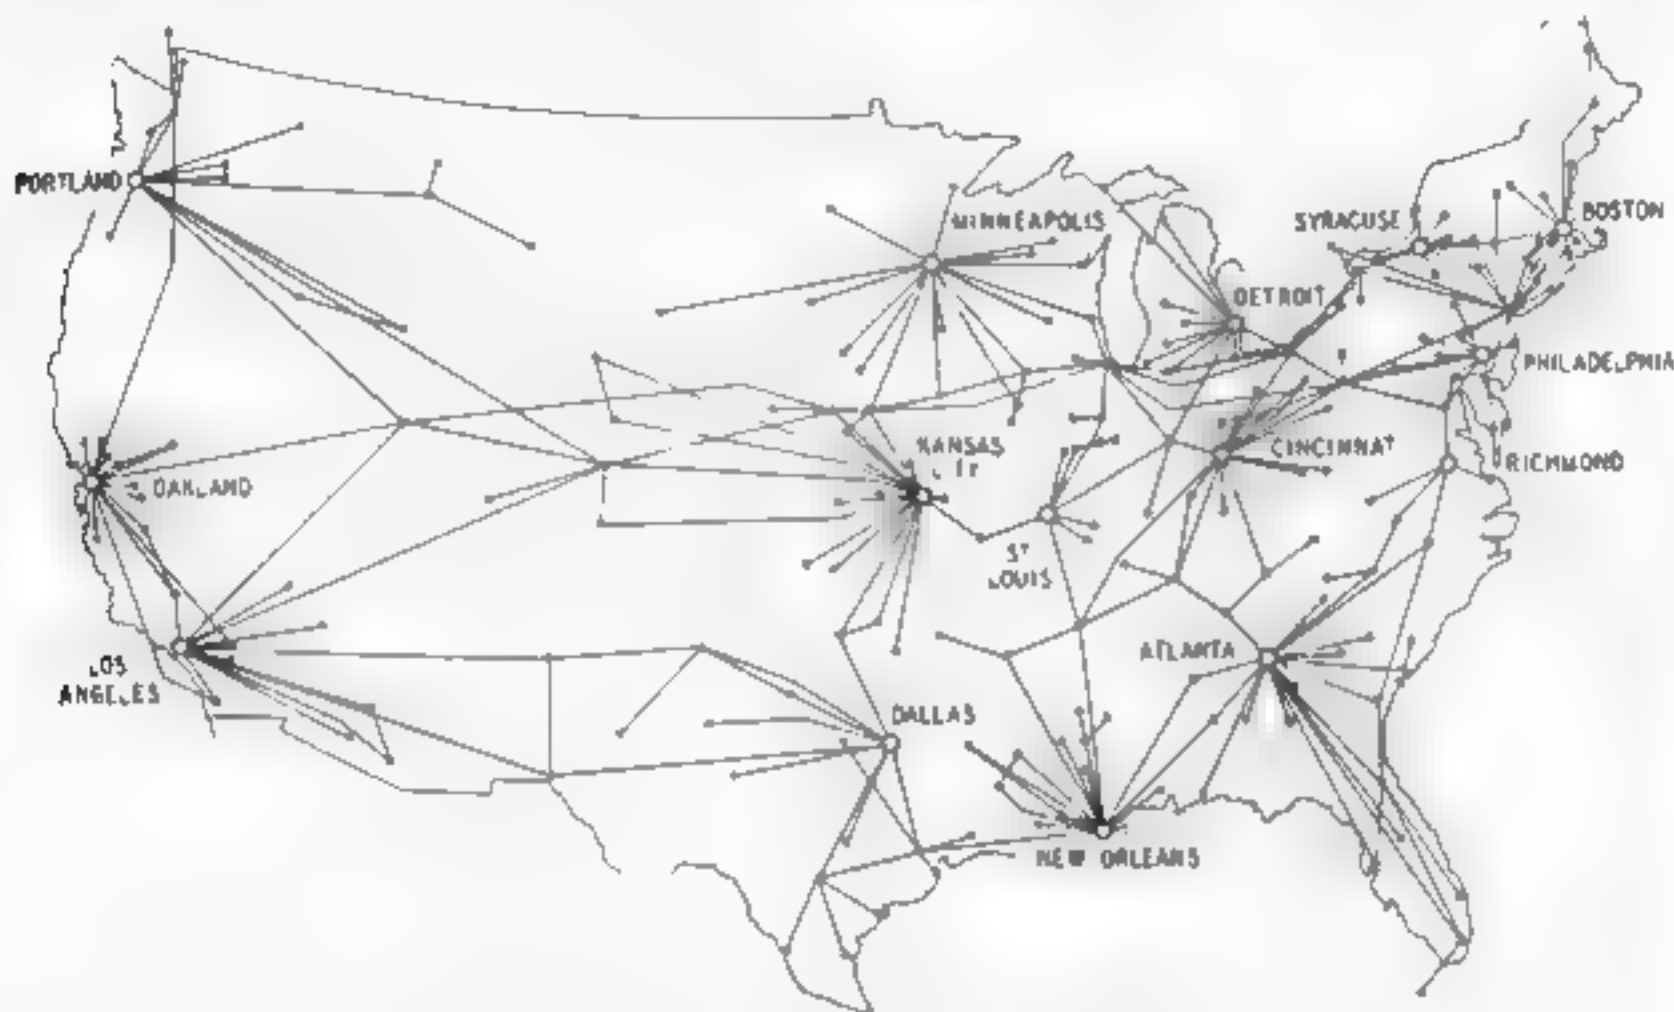 PORTLAND
MINNEAPOLIS
SYRACUSE
BOSTON
DETROIT
PHILADELPHIA
KANSAS
CINCINNAT
RICHMOND
OAKLAND
ST
LOUIS
LOS
ANGELES
ATLANTA
DALLAS
NEW ORLEANS